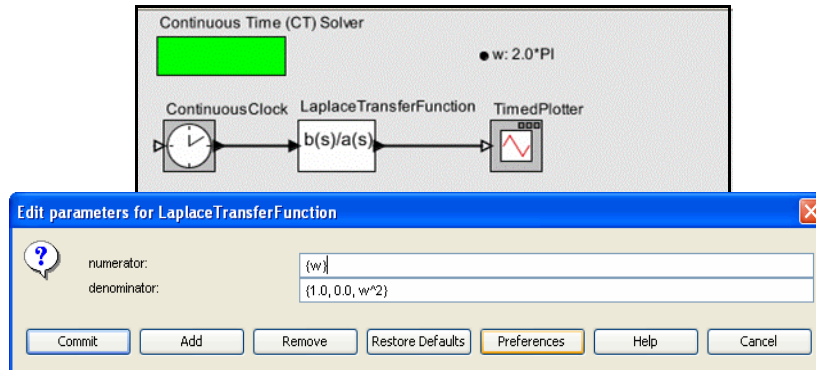 Continuous Time (CT) Solver
w: 2.0*PI
ContinuousClock LaplaceTransferFunction TimedPlotter
b(s)/a(s)
Edit parameters for LaplaceTransferFunction
numerator: {w}
denominator: {1.0, 0.0, w^2}
Commit Add Remove Restore Defaults Preferences Help Cancel